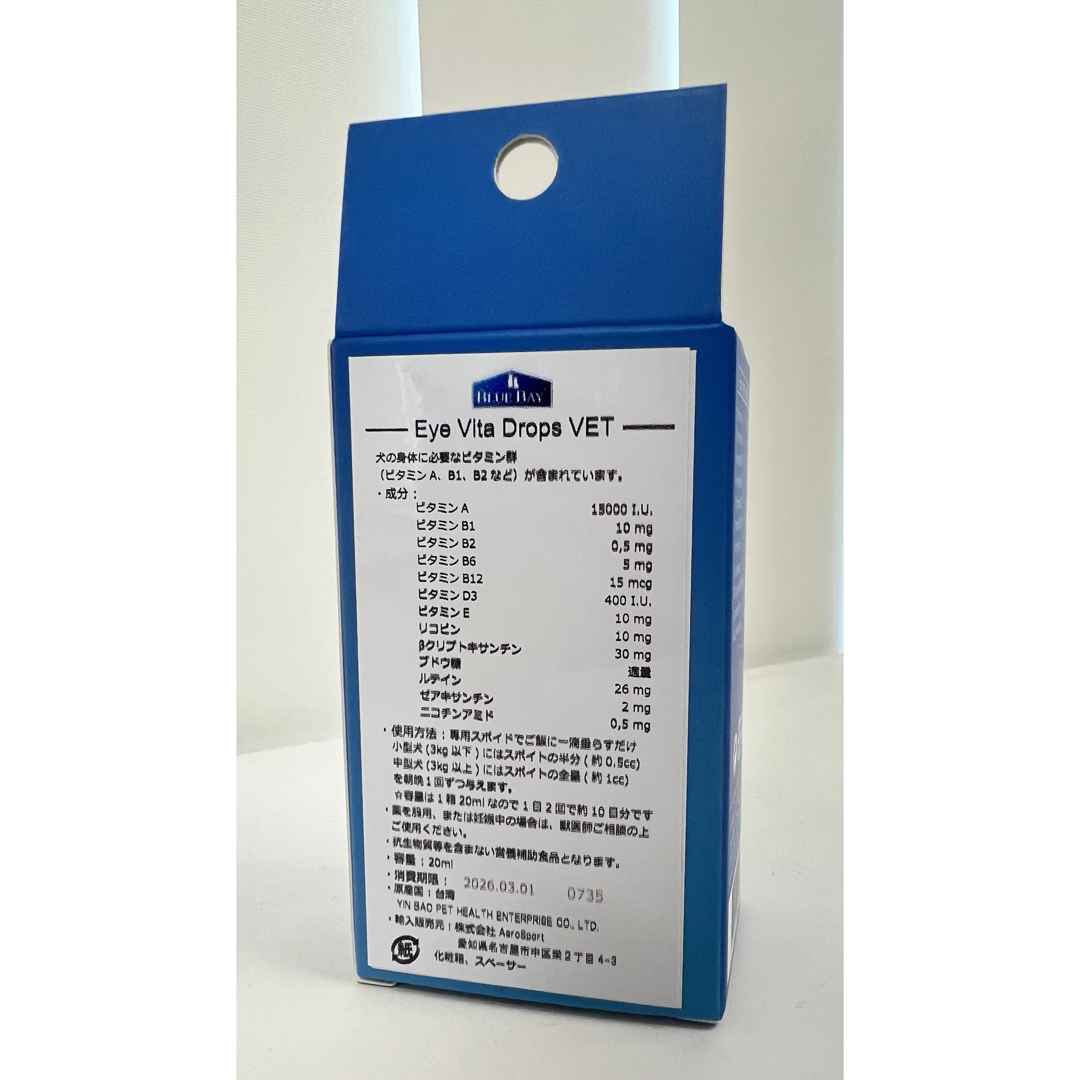 BLUE BAY
Eye Vita Drops VET
犬の身体に必要なビタミン群
（ビタミンA、B1、B2など）が含まれています。
・成分：
ビタミンA 15000 I.U.
ビタミンB1 10 mg
ビタミンB2 0,5 mg
ビタミンB6 5 mg
ビタミンB12 15 mcg
ビタミンD3 400 I.U.
ビタミンE 10 mg
リコピン 10 mg
βクリプトキサンチン 30 mg
ブドウ糖 適量
ルテイン 26 mg
ゼアキサンチン 2 mg
ニコチンアミド 0,5 mg
・使用方法：専用スポイドでご飯に一滴垂らすだけ
小型犬(3kg以下)にはスポイトの半分(約0.5cc)
中型犬(3kg以上)にはスポイトの全量(約1cc)
を朝晩1回ずつ与えます。
☆容量は1箱20mlなので1日2回で約10日分です
・薬を服用、または妊娠中の場合は、獣医師ご相談の上
ご使用ください。
・抗生物質等を含まない営養補助食品となります。
・容量：20ml
・消費期限： 2026.03.01 0735
・原産国：台湾
YIN BAO PET HEALTH ENTERPRISE CO., LTD.
・輸入販売元：株式会社 AeroSport
愛知県名古屋市中区栄2丁目4-3
紙 化粧箱、スペーサー